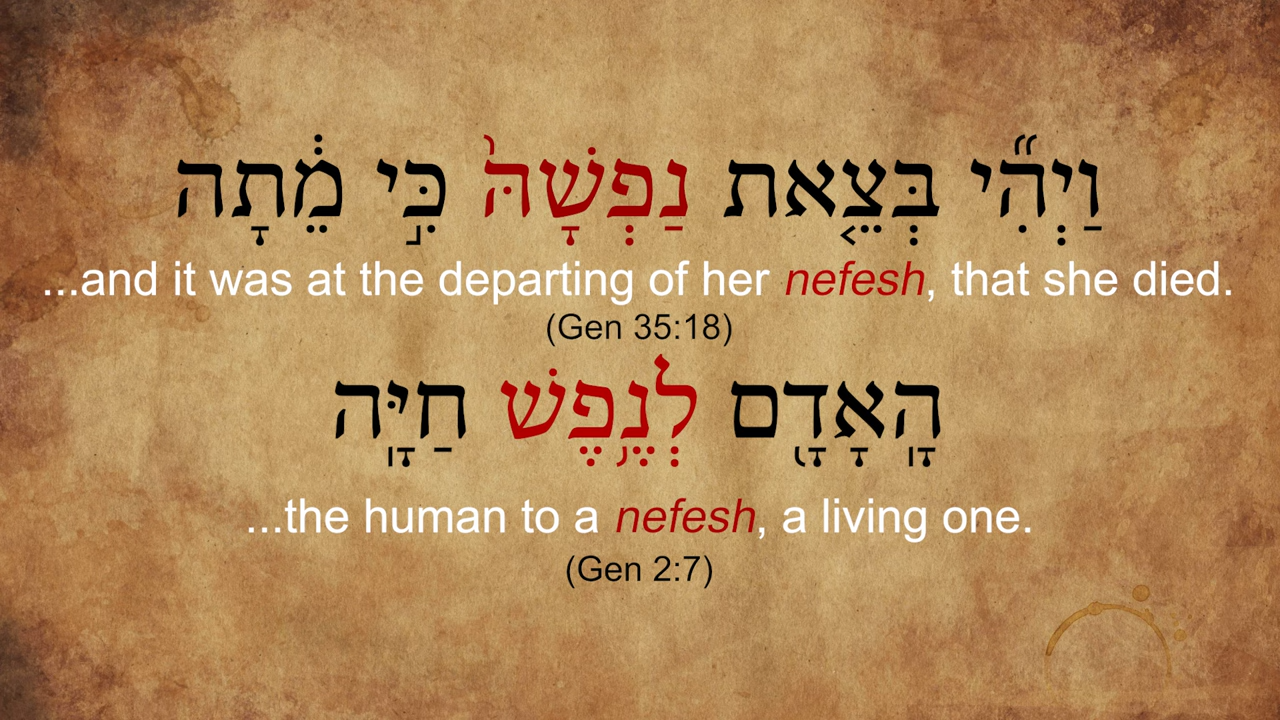 וַיְהִ֞י בְּצֵ֤את נַפְשָׁהּ֙ כִּ֣י מֵ֔תָה
...and it was at the departing of her nefesh, that she died.
(Gen 35:18)
הָֽאָדָ֖ם לְנֶ֥פֶשׁ חַיָּֽה
...the human to a nefesh, a living one.
(Gen 2:7)